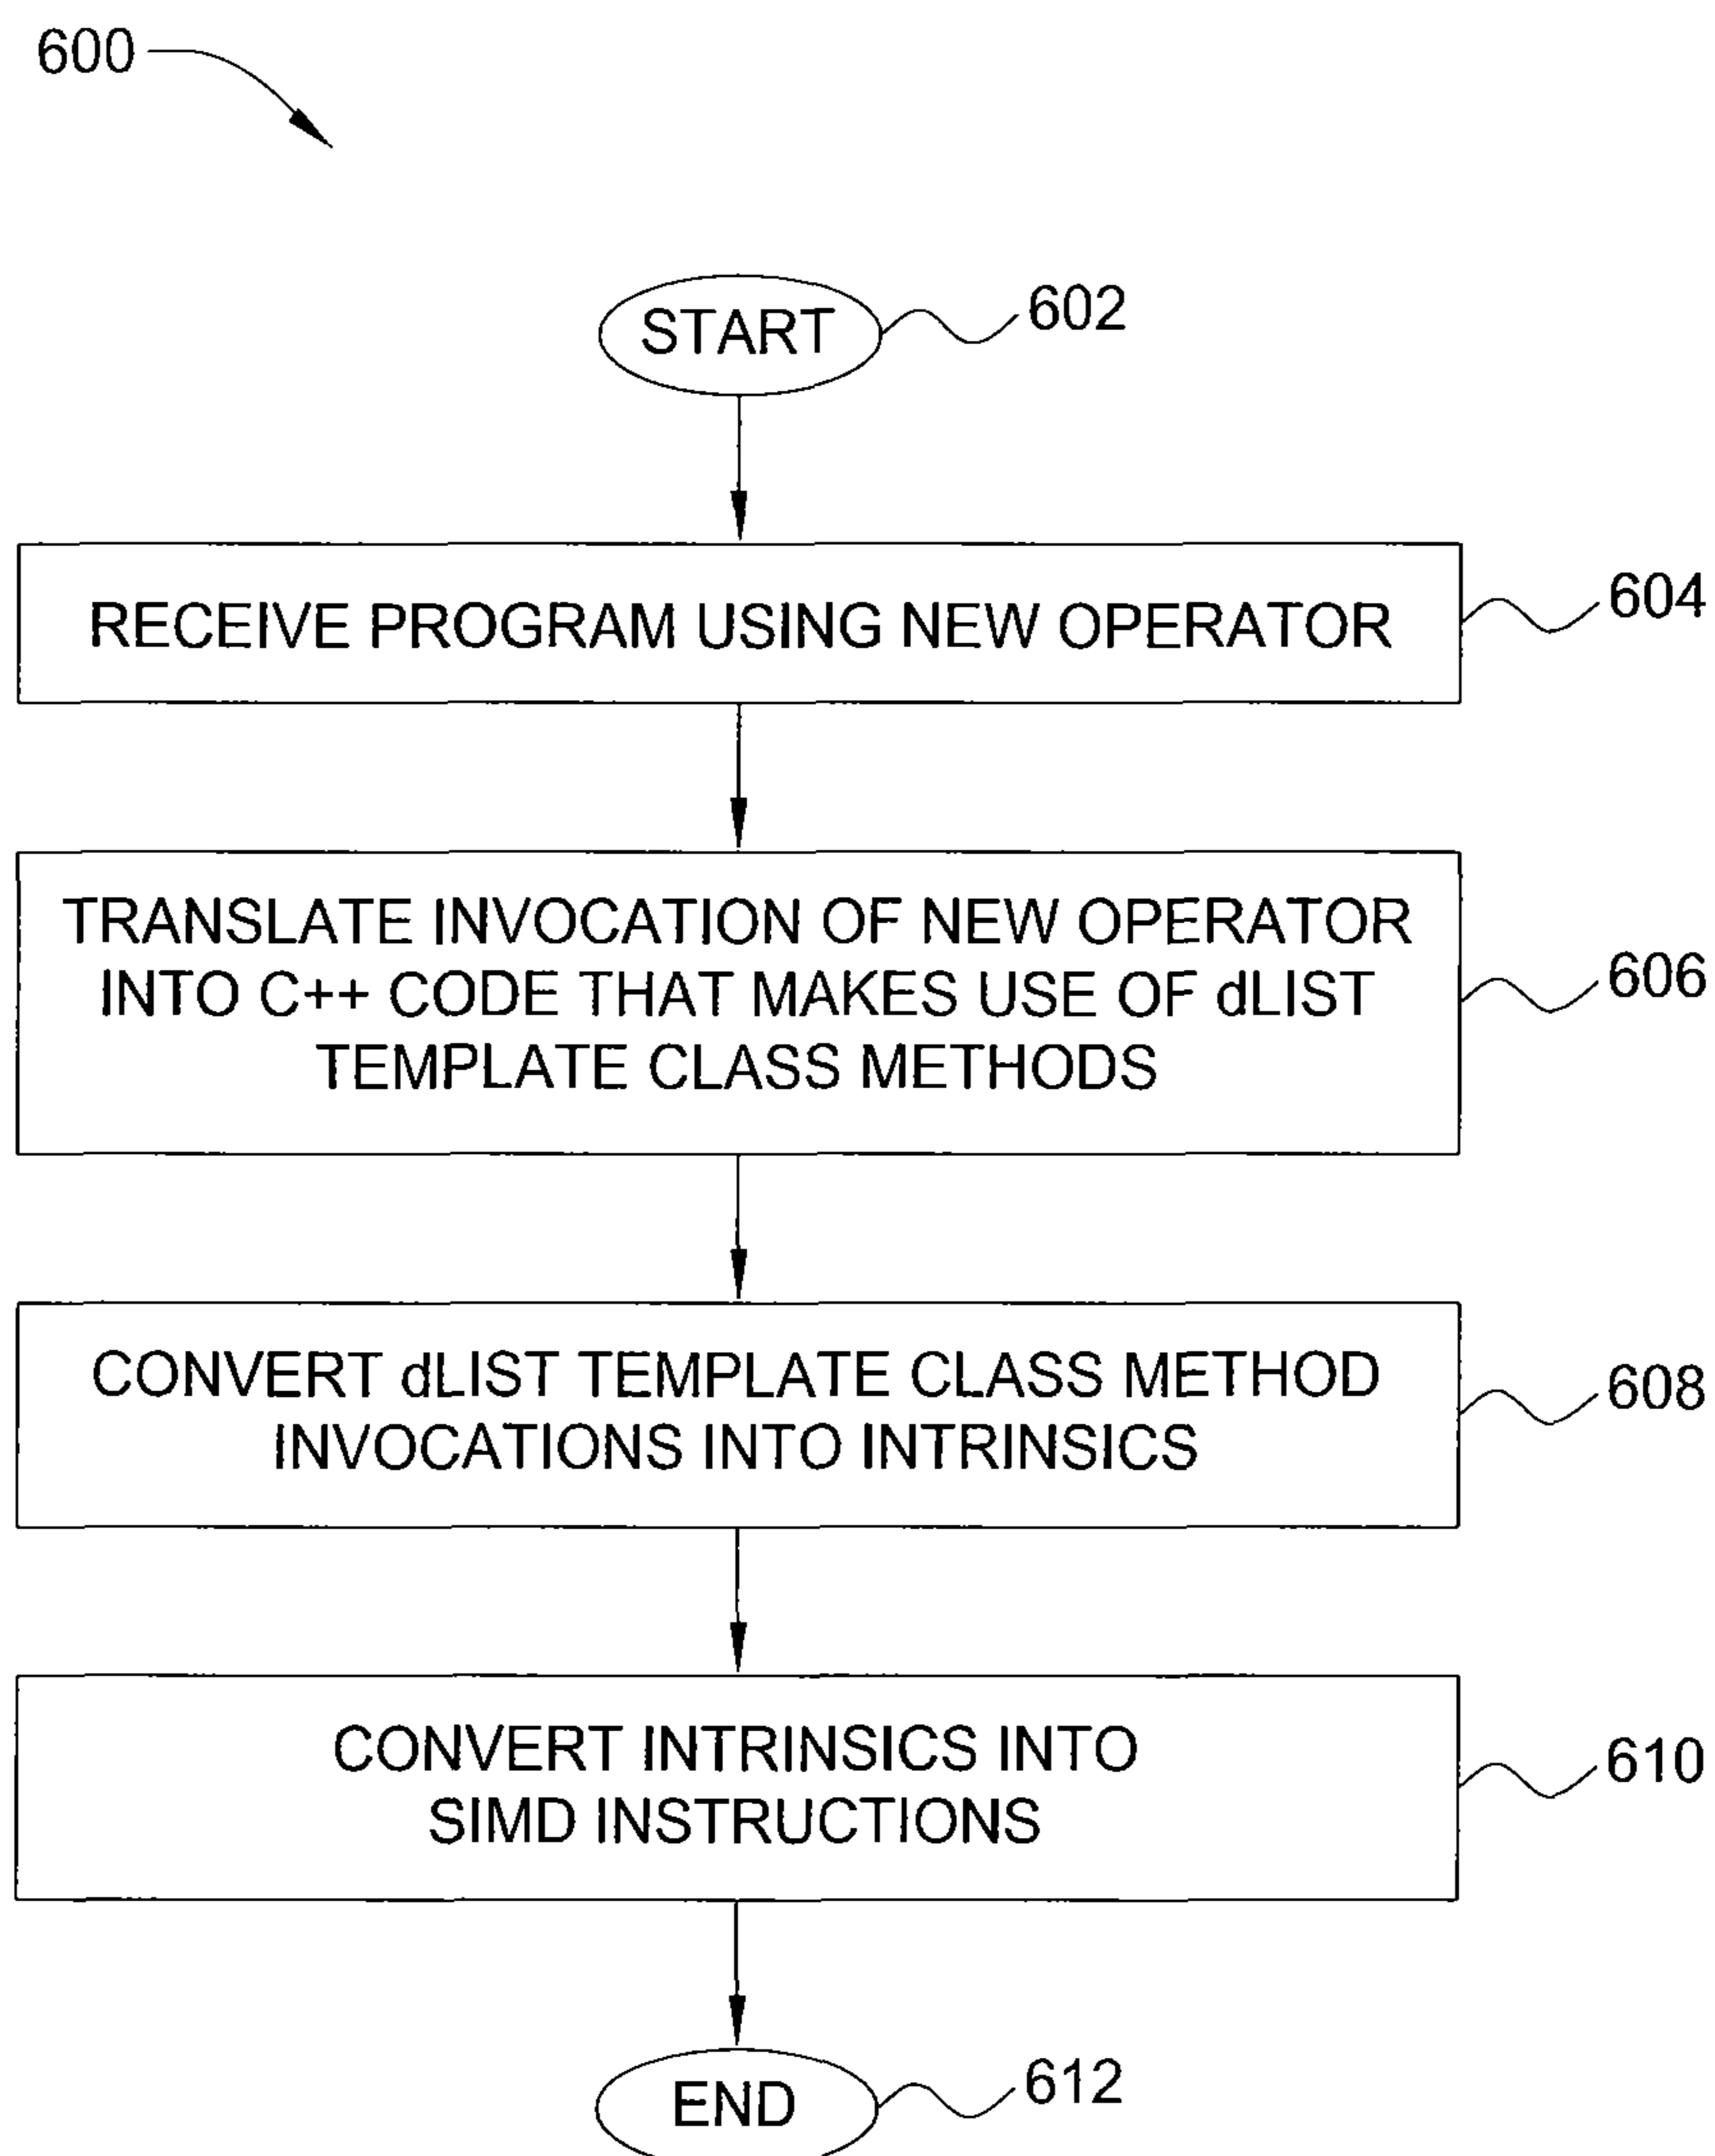 600
START
602
RECEIVE PROGRAM USING NEW OPERATOR
604
TRANSLATE INVOCATION OF NEW OPERATOR
INTO C++ CODE THAT MAKES USE OF dLIST
TEMPLATE CLASS METHODS
606
CONVERT dLIST TEMPLATE CLASS METHOD
INVOCATIONS INTO INTRINSICS
608
CONVERT INTRINSICS INTO
SIMD INSTRUCTIONS
610
END
612